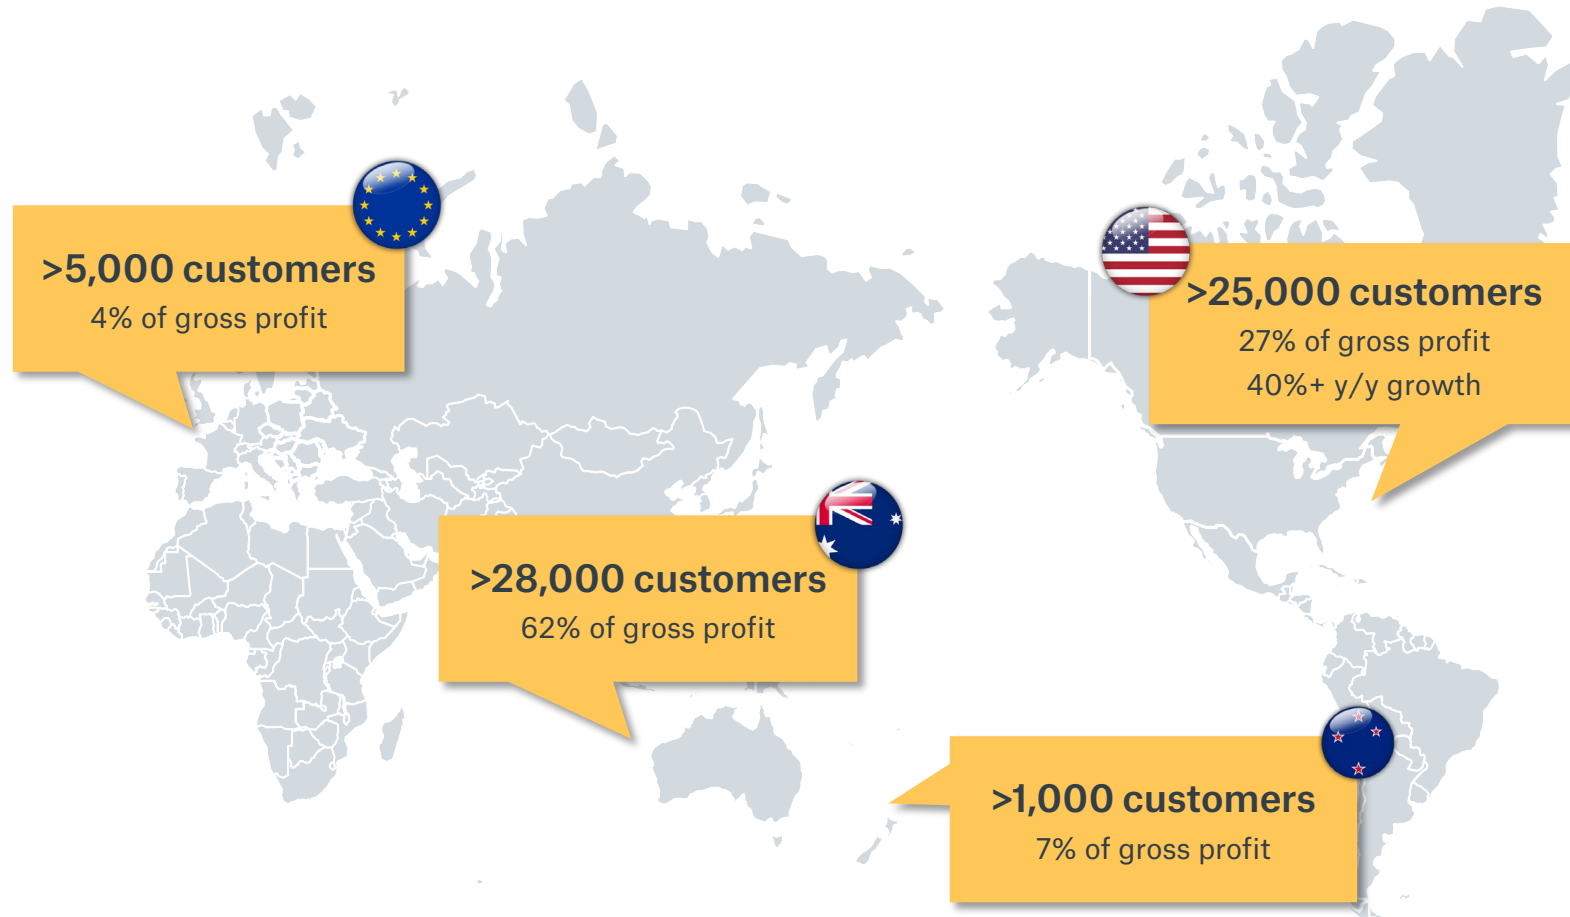 >5,000 customers
4% of gross profit
>25,000 customers
27% of gross profit
40%+ y/y growth
>28,000 customers
62% of gross profit
>1,000 customers
7% of gross profit